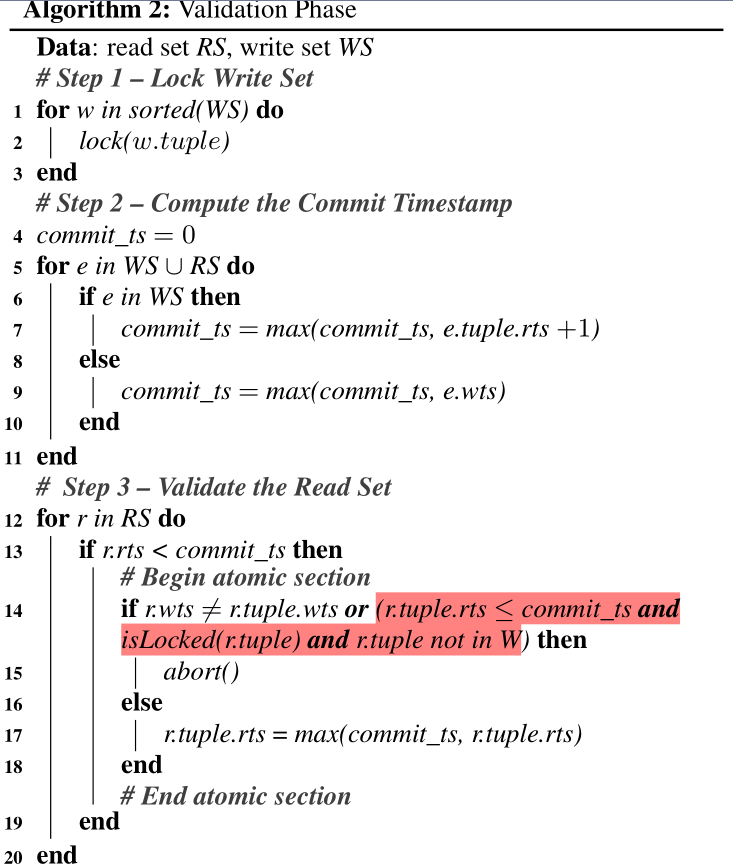 Algorithm 2: Validation Phase
Data: read set RS, write set WS
# Step 1 – Lock Write Set
1 for w in sorted(WS) do
2 lock(w.tuple)
3 end
# Step 2 – Compute the Commit Timestamp
4 commit_ts = 0
5 for e in WS ∪ RS do
6 if e in WS then
7 commit_ts = max(commit_ts, e.tuple.rts +1)
8 else
9 commit_ts = max(commit_ts, e.wts)
10 end
11 end
# Step 3 – Validate the Read Set
12 for r in RS do
13 if r.rts < commit_ts then
# Begin atomic section
14 if r.wts ≠ r.tuple.wts or (r.tuple.rts ≤ commit_ts and
isLocked(r.tuple) and r.tuple not in W) then
15 abort()
16 else
17 r.tuple.rts = max(commit_ts, r.tuple.rts)
18 end
# End atomic section
19 end
20 end